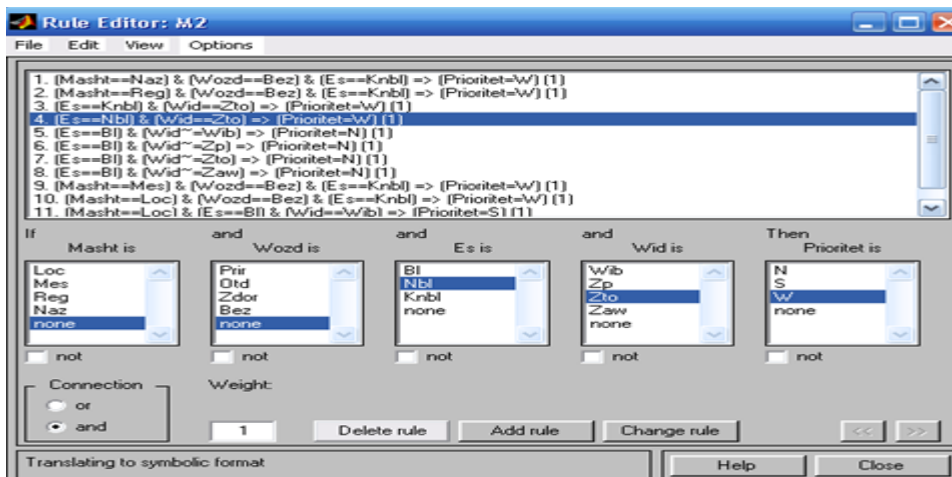 Rule Editor: M2
File Edit View Options
1. (Masht==Naz) & (Wozd==Bez) & (Es==Knbl) => (Prioritet=W) (1)
2. (Masht==Reg) & (Wozd==Bez) & (Es==Knbl) => (Prioritet=W) (1)
3. (Es==Knbl) & (Wid==Zto) => (Prioritet=W) (1)
4. (Es==Nbl) & (Wid==Zto) => (Prioritet=W) (1)
5. (Es==Bl) & (Wid~=Wib) => (Prioritet=N) (1)
6. (Es==Bl) & (Wid~=Zp) => (Prioritet=N) (1)
7. (Es==Bl) & (Wid~=Zto) => (Prioritet=N) (1)
8. (Es==Bl) & (Wid~=Zaw) => (Prioritet=N) (1)
9. (Masht==Mes) & (Wozd==Bez) & (Es==Knbl) => (Prioritet=W) (1)
10. (Masht==Loc) & (Wozd==Bez) & (Es==Knbl) => (Prioritet=W) (1)
11. (Masht==Loc) & (Es==Bl) & (Wid==Wib) => (Prioritet=S) (1)
If and and and Then
Masht is Wozd is Es is Wid is Prioritet is
Loc Prir Bl Wib N
Mes Otd Nbl Zp S
Reg Zdor Knbl Zto W
Naz Bez none Zaw none
none none none
not not not not not
Connection Weight:
or
and 1 Delete rule Add rule Change rule << >>
Translating to symbolic format Help Close